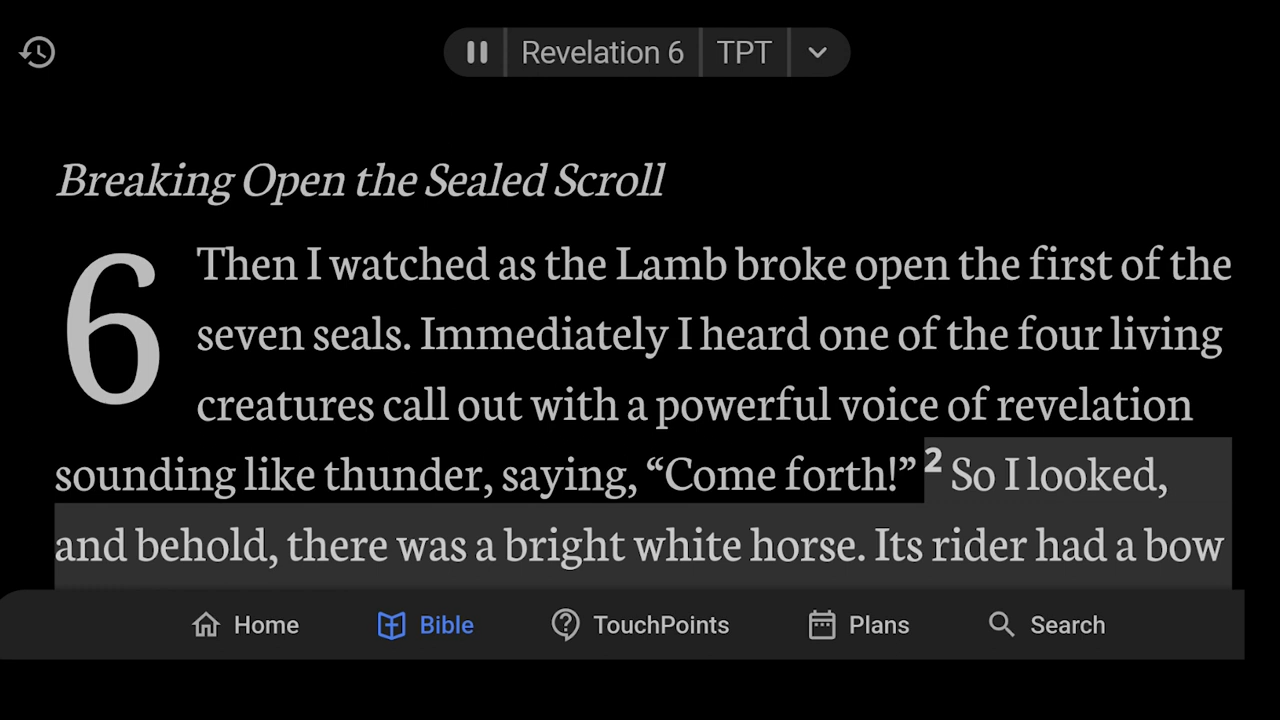 Revelation 6 TPT
Breaking Open the Sealed Scroll
6 Then I watched as the Lamb broke open the first of the
seven seals. Immediately I heard one of the four living
creatures call out with a powerful voice of revelation
sounding like thunder, saying, “Come forth!” 2 So I looked,
and behold, there was a bright white horse. Its rider had a bow
Home Bible TouchPoints Plans Search